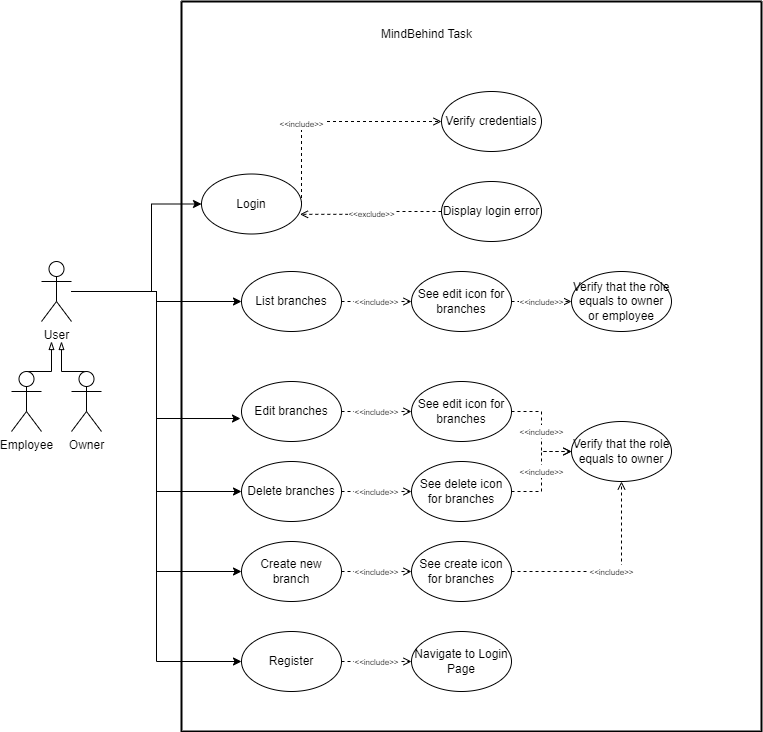 MindBehind Task
<<include>>
Verify credentials
Login
<<exclude>>
Display login error
List branches
<<include>>
See edit icon for
branches
<<include>>
Verify that the role
equals to owner
or employee
User
Employee
Owner
Edit branches
<<include>>
See edit icon for
branches
<<include>>
Verify that the role
equals to owner
<<include>>
Delete branches
<<include>>
See delete icon
for branches
Create new
branch
<<include>>
See create icon
for branches
<<include>>
Register
<<include>>
Navigate to Login
Page